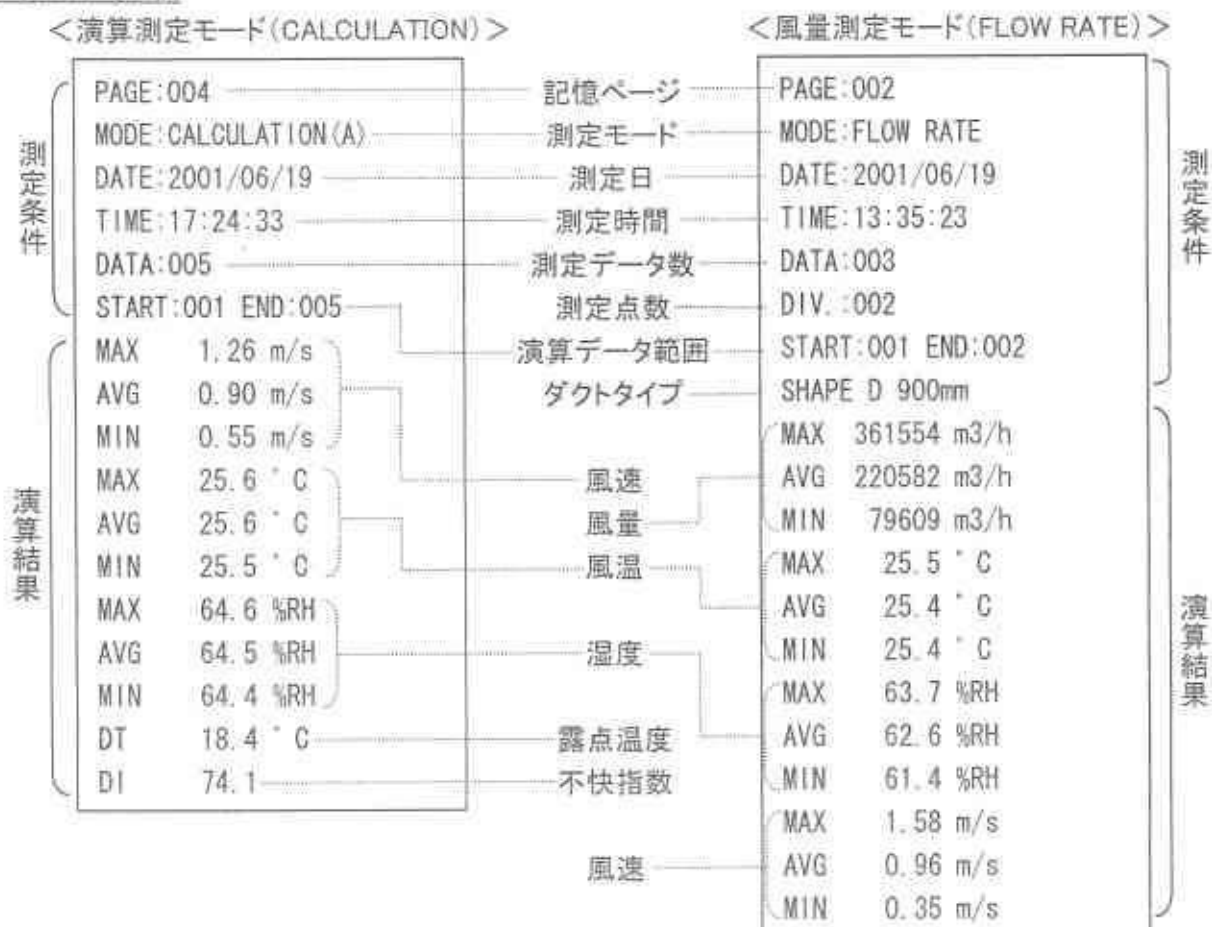 ＜演算測定モード(CALCULATION)＞
測定条件
PAGE:004
MODE:CALCULATION(A)
DATE:2001/06/19
TIME:17:24:33
DATA:005
START:001 END:005
演算結果
MAX 1.26 m/s
AVG 0.90 m/s
MIN 0.55 m/s
MAX 25.6 °C
AVG 25.6 °C
MIN 25.5 °C
MAX 64.6 %RH
AVG 64.5 %RH
MIN 64.4 %RH
DT 18.4 °C
DI 74.1
記憶ページ
測定モード
測定日
測定時間
測定データ数
測定点数
演算データ範囲
ダクトタイプ
風速
風量
風温
湿度
露点温度
不快指数
風速
＜風量測定モード(FLOW RATE)＞
PAGE:002
MODE:FLOW RATE
DATE:2001/06/19
TIME:13:35:23
DATA:003
DIV.:002
START:001 END:002
SHAPE D 900mm
測定条件
MAX 361554 m3/h
AVG 220582 m3/h
MIN 79609 m3/h
MAX 25.5 °C
AVG 25.4 °C
MIN 25.4 °C
MAX 63.7 %RH
AVG 62.6 %RH
MIN 61.4 %RH
MAX 1.58 m/s
AVG 0.96 m/s
MIN 0.35 m/s
演算結果